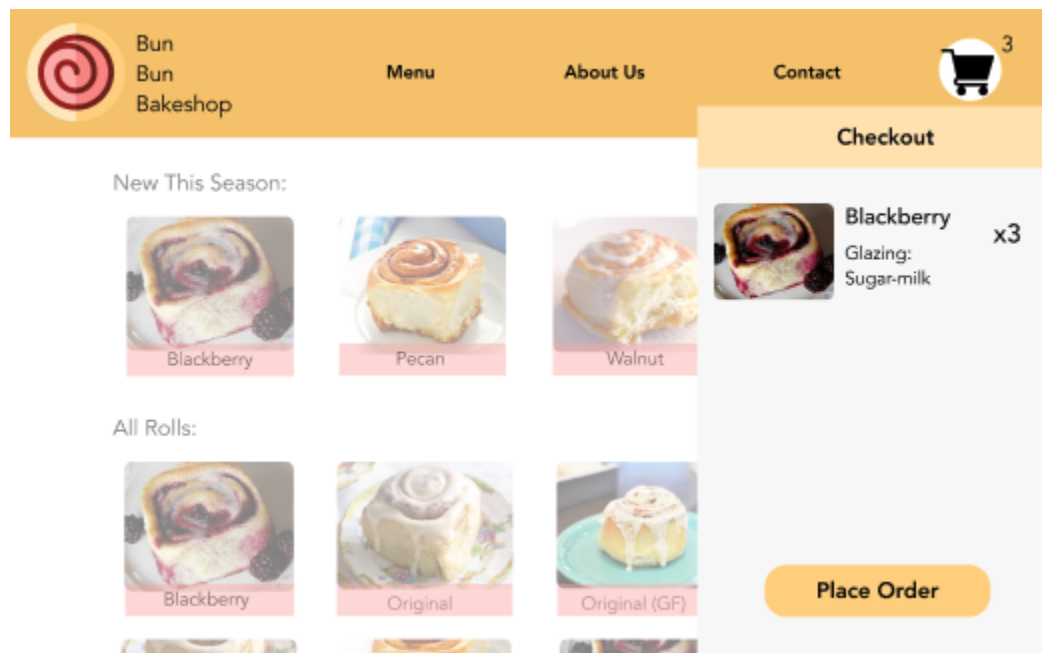 Bun
Bun
Bakeshop
Menu
About Us
Contact
3
Checkout
New This Season:
Blackberry
Pecan
Walnut
Blackberry
Glazing:
Sugar-milk
x3
All Rolls:
Blackberry
Original
Original (GF)
Place Order